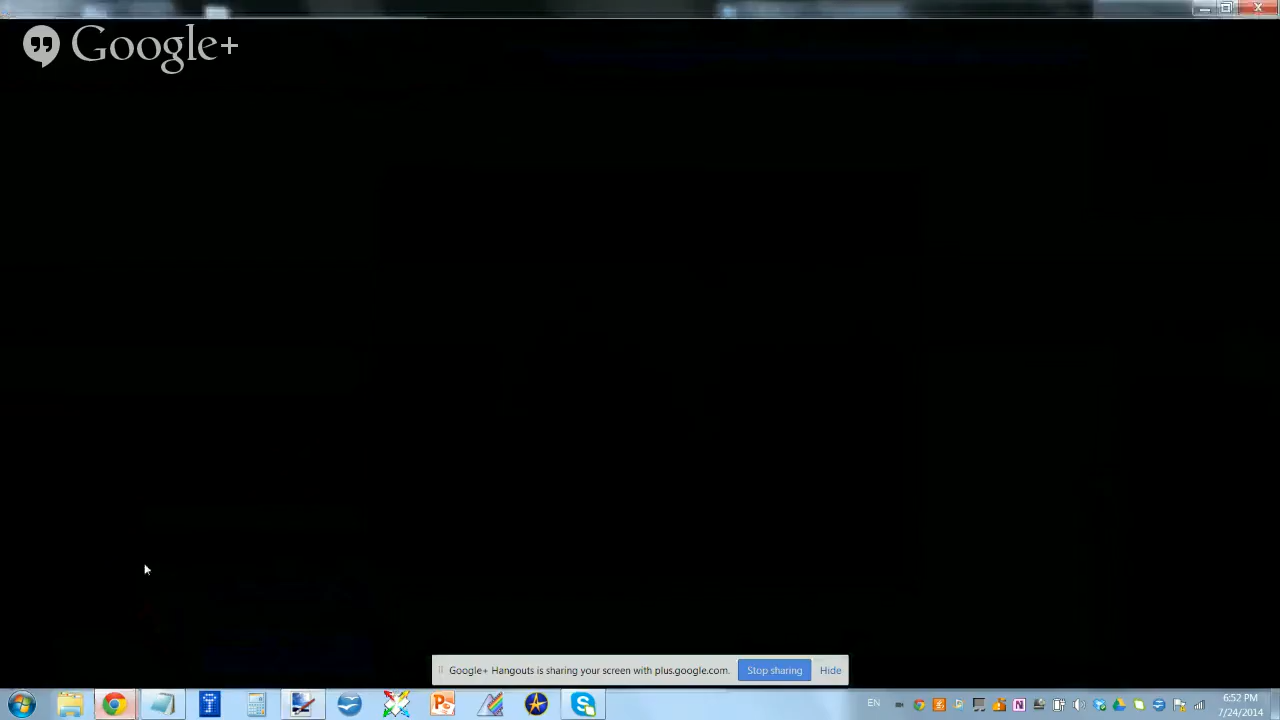 Google+
Google+ Hangouts is sharing your screen with plus.google.com. Stop sharing Hide
EN 6:52 PM
7/24/2014